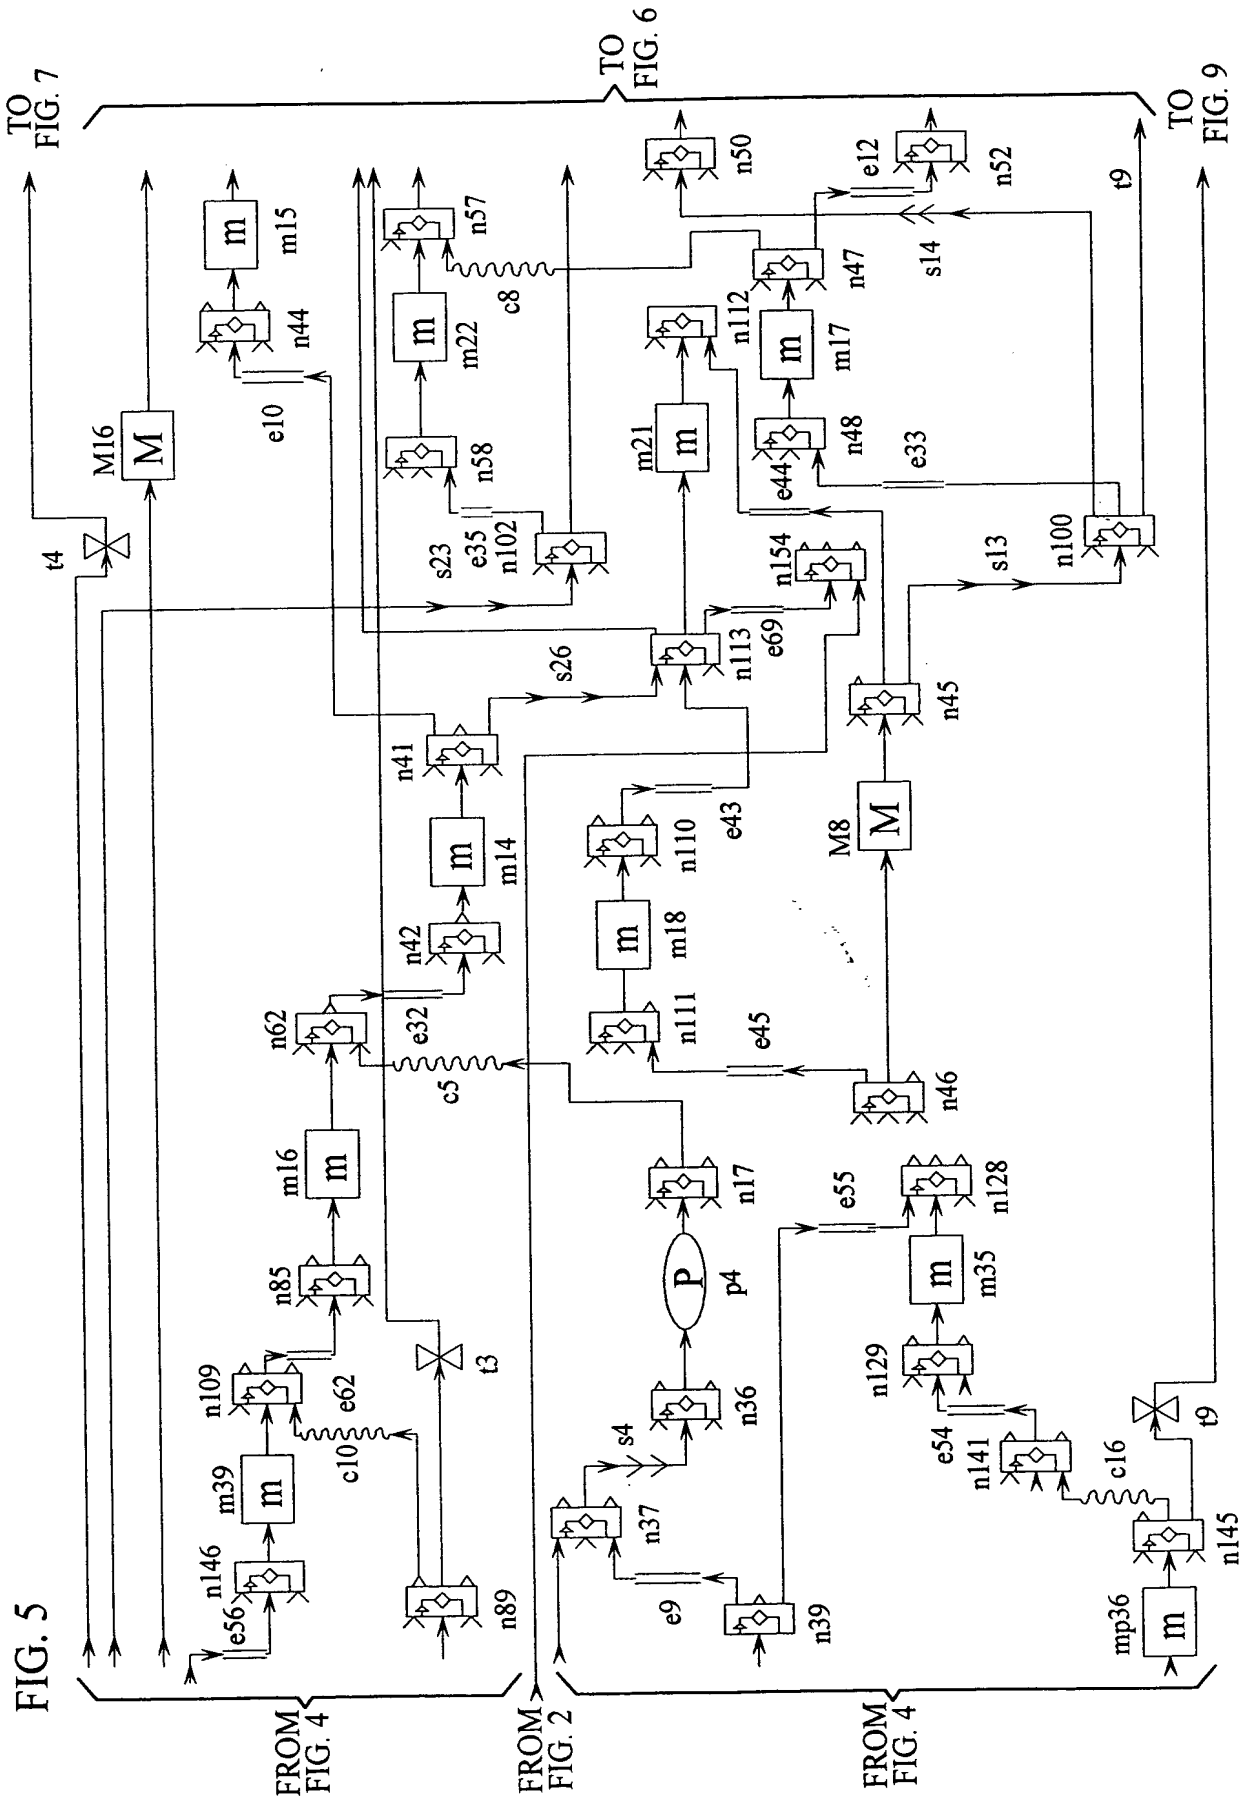 FIG. 5
FROM
FIG. 4
FROM
FIG. 2
FROM
FIG. 4
TO
FIG. 7
TO
FIG. 6
TO
FIG. 9
t4
M16
M
e56
n146
m39
m
n109
e62
c10
n85
m16
m
n62
e32
c5
n42
m14
m
n41
e10
n44
m15
m
n89
t3
s26
s23
e35
n102
n58
m22
m
n57
c8
n37
s4
n36
p4
P
n17
e9
n39
e55
n111
m18
m
n110
e43
e45
n46
M8
M
n45
n113
e69
n154
m21
m
n112
e44
n48
m17
m
n47
e33
s13
n100
s14
n50
e12
n52
t9
mp36
m
n145
c16
n141
e54
n129
m35
m
n128
t9